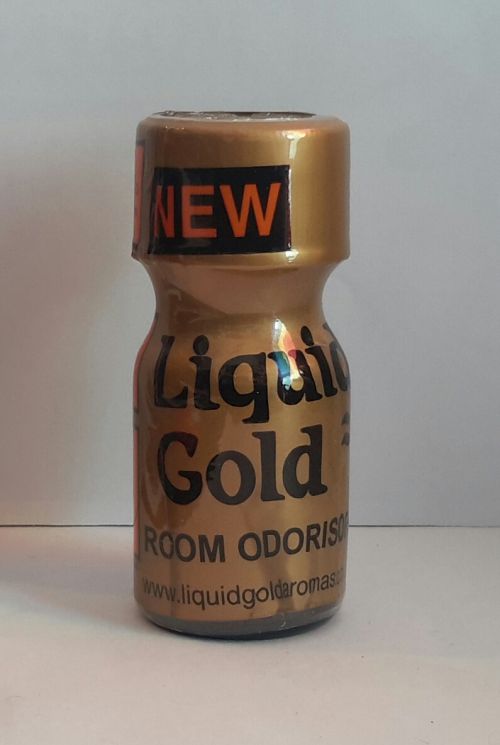 NEW
Liquid
Gold
ROOM ODORISO
www.liquidgoldaromas.c